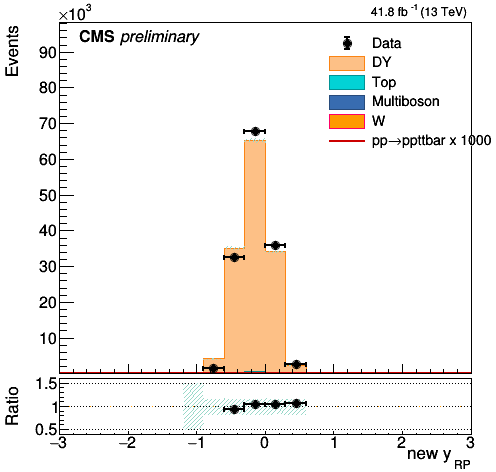 ×10³
41.8 fb⁻¹ (13 TeV)
CMS preliminary
Events
90
80
70
60
50
40
30
20
10
Data
DY
Top
Multiboson
W
pp→ppttbar x 1000
Ratio
1.5
1
0.5
−3 −2 −1 0 1 2 3
new y_RP